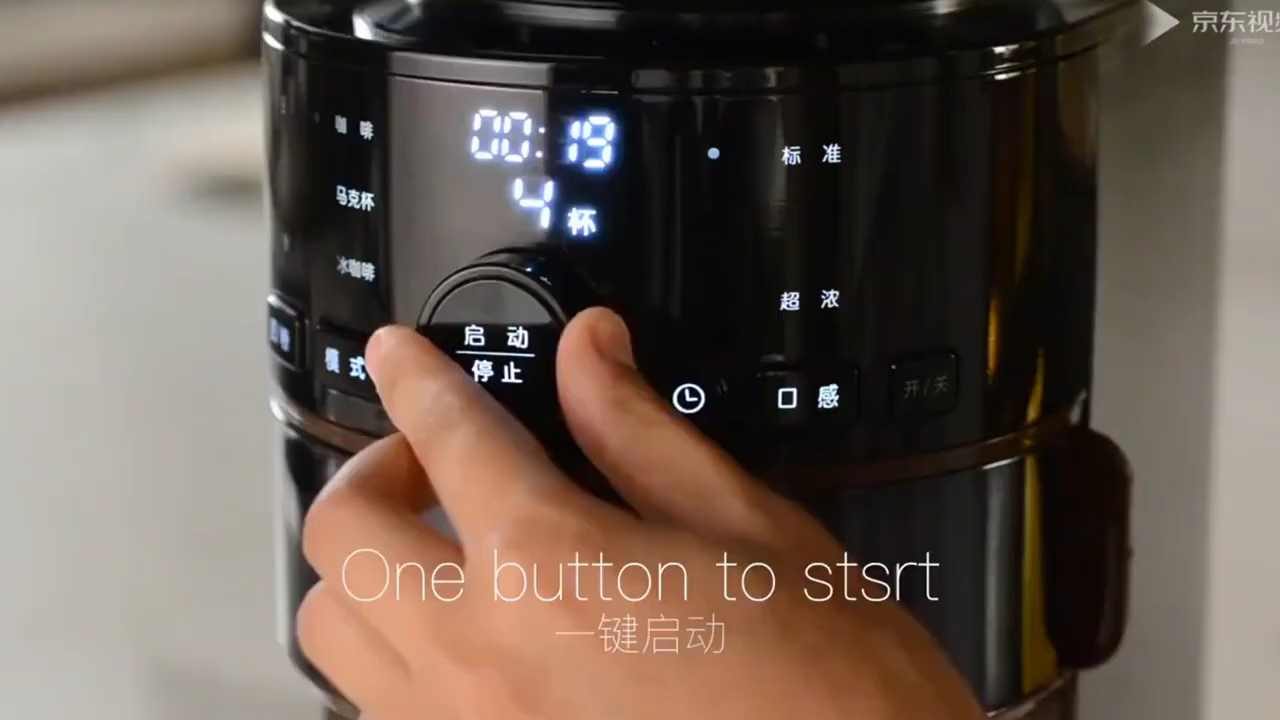 京东视频
咖 啡
00:19
标 准
马克杯
4 杯
冰咖啡
超 浓
启 动
停 止
模 式
口 感
开/关
One button to stsrt
一键启动